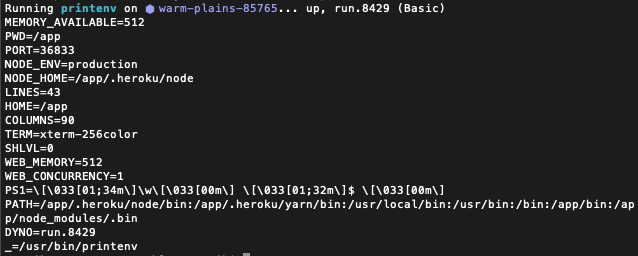 Running printenv on ⬢ warm-plains-85765... up, run.8429 (Basic)
MEMORY_AVAILABLE=512
PWD=/app
PORT=36833
NODE_ENV=production
NODE_HOME=/app/.heroku/node
LINES=43
HOME=/app
COLUMNS=90
TERM=xterm-256color
SHLVL=0
WEB_MEMORY=512
WEB_CONCURRENCY=1
PS1=\[\033[01;34m\]\w\[\033[00m\] \[\033[01;32m\]$ \[\033[00m\]
PATH=/app/.heroku/node/bin:/app/.heroku/yarn/bin:/usr/local/bin:/usr/bin:/bin:/app/bin:/ap
p/node_modules/.bin
DYNO=run.8429
_=/usr/bin/printenv